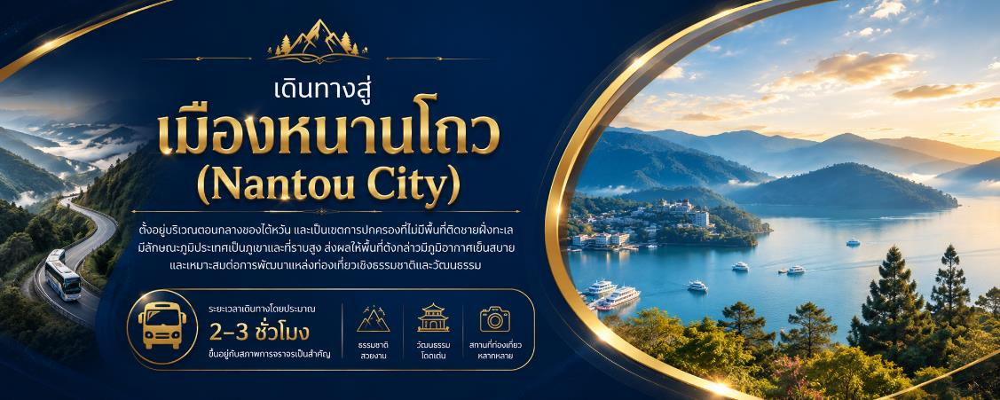 เดินทางสู่
เมืองหนานโถว
(Nantou City)
ตั้งอยู่บริเวณตอนกลางของไต้หวัน และเป็นเขตการปกครองที่ไม่มีพื้นที่ติดชายฝั่งทะเล
มีลักษณะภูมิประเทศเป็นภูเขาและที่ราบสูง ส่งผลให้พื้นที่ดังกล่าวมีภูมิอากาศเย็นสบาย
และเหมาะสมต่อการพัฒนาแหล่งท่องเที่ยวเชิงธรรมชาติและวัฒนธรรม
ระยะเวลาเดินทางโดยประมาณ
2-3 ชั่วโมง
ขึ้นอยู่กับสภาพการจราจรเป็นสำคัญ
ธรรมชาติ
สวยงาม
วัฒนธรรม
โดดเด่น
สถานที่ท่องเที่ยว
หลากหลาย